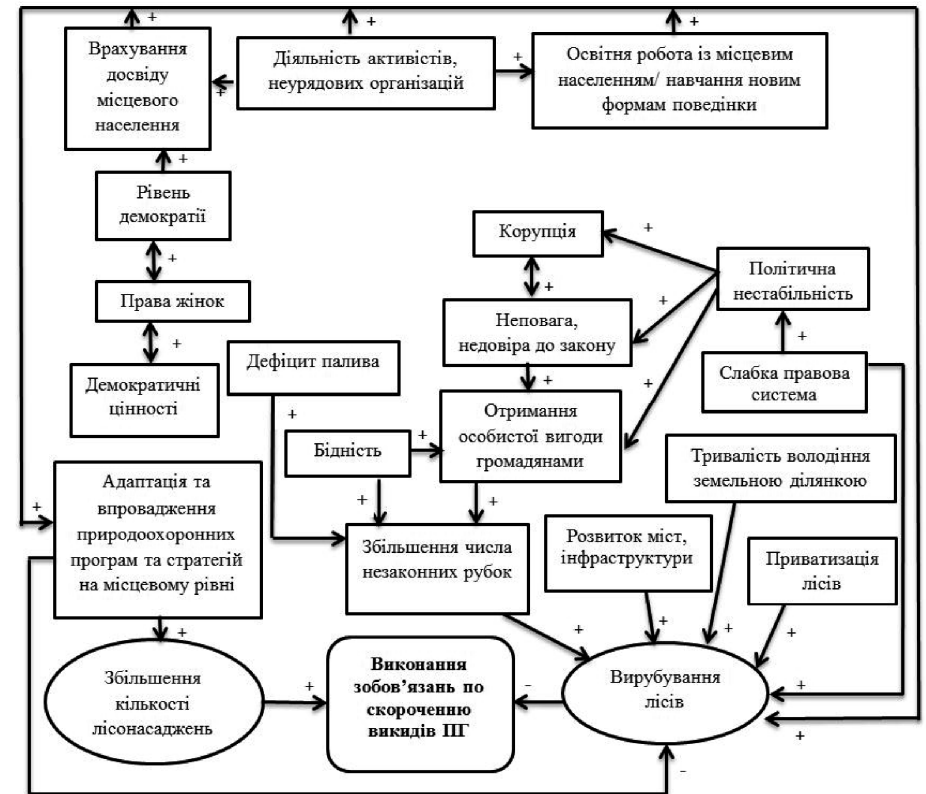 Врахування
досвіду
місцевого
населення
Діяльність активістів,
неурядових організацій
Освітня робота із місцевим
населенням/ навчання новим
формам поведінки
+
+
+
+
+
+
Рівень
демократії
+
Права жінок
+
Демократичні
цінності
Корупція
+
Політична
нестабільність
+
Неповага,
недовіра до закону
+
+
Слабка правова
система
Дефіцит палива
+
+
+
Отримання
особистої вигоди
громадянами
Бідність
+
Тривалість володіння
земельною ділянкою
+
Адаптація та
впровадження
природоохоронних
програм та стратегій
на місцевому рівні
+
+
Збільшення числа
незаконних рубок
Розвиток міст,
інфраструктури
Приватизація
лісів
+
+
+
+
+
Збільшення
кількості
лісонасаджень
+
Виконання
зобов’язань по
скороченню
викидів ПГ
-
Вирубування
лісів
+
+
-